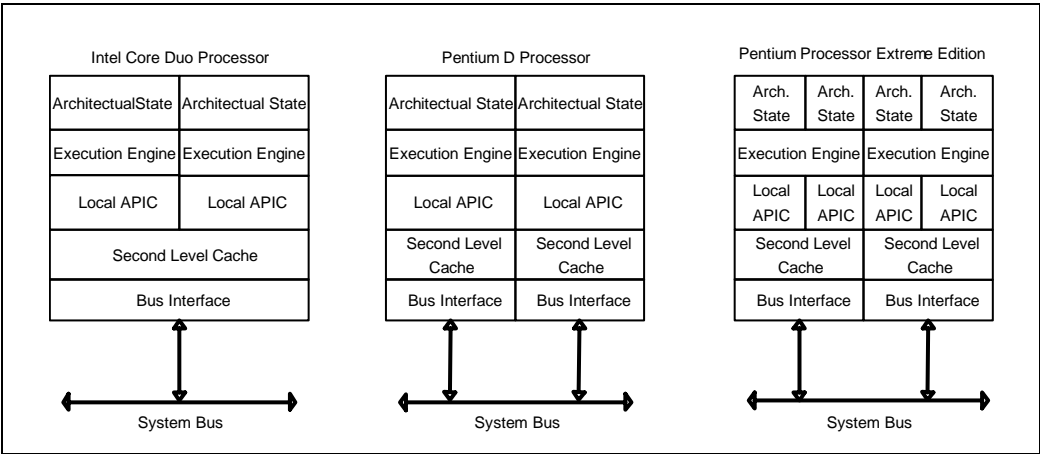 Intel Core Duo Processor
ArchitectualState Architectual State
Execution Engine Execution Engine
Local APIC Local APIC
Second Level Cache
Bus Interface
System Bus
Pentium D Processor
Architectual State Architectual State
Execution Engine Execution Engine
Local APIC Local APIC
Second Level Second Level
Cache Cache
Bus Interface Bus Interface
System Bus
Pentium Processor Extreme Edition
Arch. Arch. Arch. Arch.
State State State State
Execution Engine Execution Engine
Local Local Local Local
APIC APIC APIC APIC
Second Level Second Level
Cache Cache
Bus Interface Bus Interface
System Bus